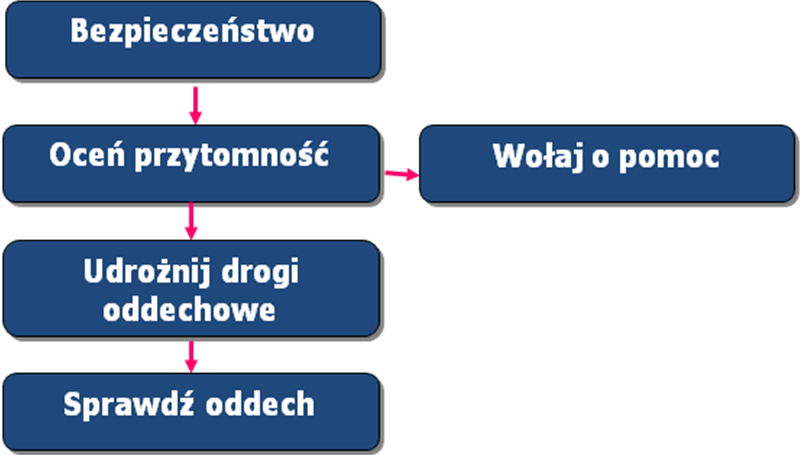 Bezpieczeństwo
Oceń przytomność
Wołaj o pomoc
Udrożnij drogi
oddechowe
Sprawdź oddech